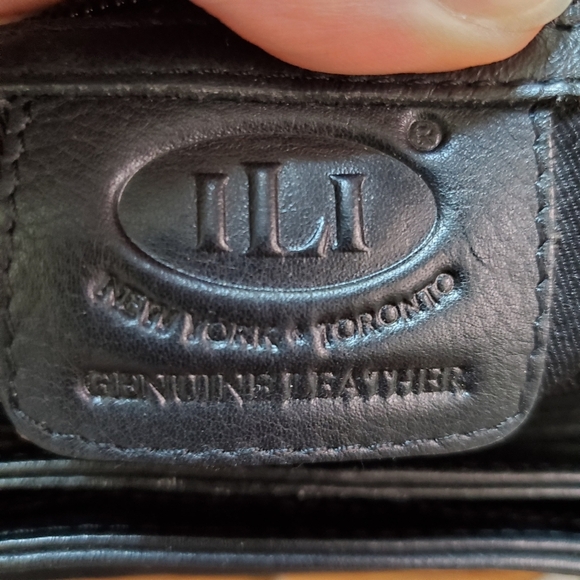 ILI ®
NEW YORK • TORONTO
GENUINE LEATHER